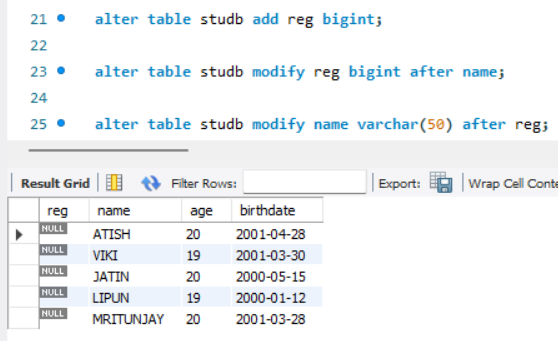 21 alter table studb add reg bigint;
22
23 alter table studb modify reg bigint after name;
24
25 alter table studb modify name varchar(50) after reg;
Result Grid Filter Rows: Export: Wrap Cell Conte
reg name age birthdate
NULL ATISH 20 2001-04-28
NULL VIKI 19 2001-03-30
NULL JATIN 20 2000-05-15
NULL LIPUN 19 2000-01-12
NULL MRITUNJAY 20 2001-03-28